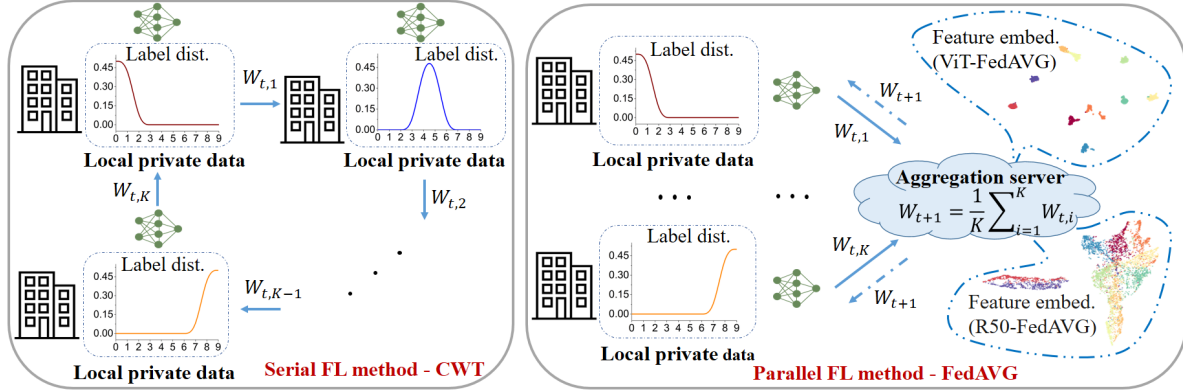 Label dist.
0.45
0.30
0.15
0.00
0 1 2 3 4 5 6 7 8 9
Local private data
W_{t,1}
Label dist.
0.45
0.30
0.15
0.00
0 1 2 3 4 5 6 7 8 9
Local private data
W_{t,K}
W_{t,2}
Label dist.
0.45
0.30
0.15
0.00
0 1 2 3 4 5 6 7 8 9
Local private data
W_{t,K−1}
Serial FL method - CWT
Label dist.
0.45
0.30
0.15
0.00
0 1 2 3 4 5 6 7 8 9
Local private data
W_{t+1}
W_{t,1}
Feature embed.
(ViT-FedAVG)
Aggregation server
W_{t+1} = \frac{1}{K} \sum_{i=1}^{K} W_{t,i}
Label dist.
0.45
0.30
0.15
0.00
0 1 2 3 4 5 6 7 8 9
Local private data
W_{t,K}
W_{t+1}
Feature embed.
(R50-FedAVG)
Parallel FL method - FedAVG